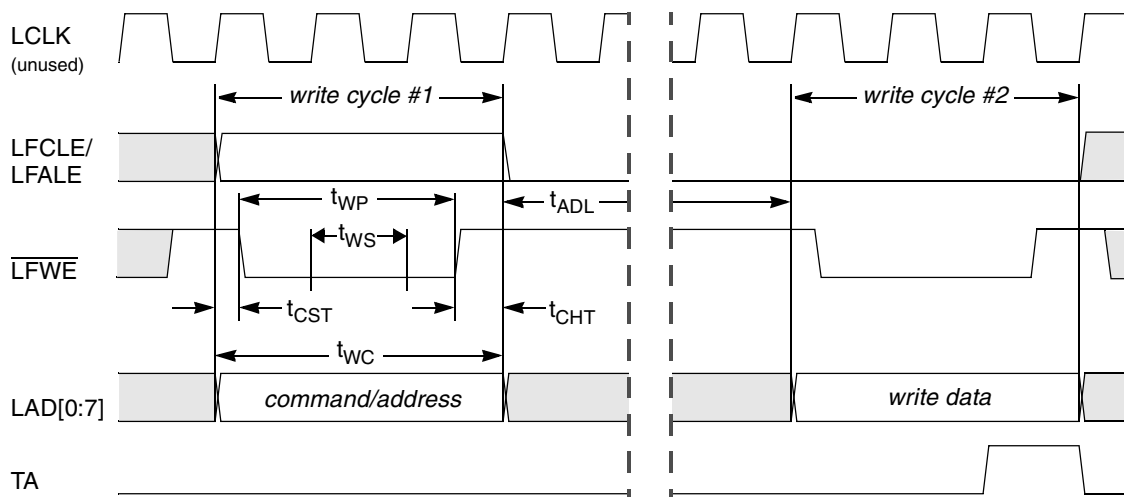 LCLK
(unused)
write cycle #1
write cycle #2
LFCLE/
LFALE
tWP
tADL
tWS
LFWE
tCST
tCHT
tWC
LAD[0:7]
command/address
write data
TA